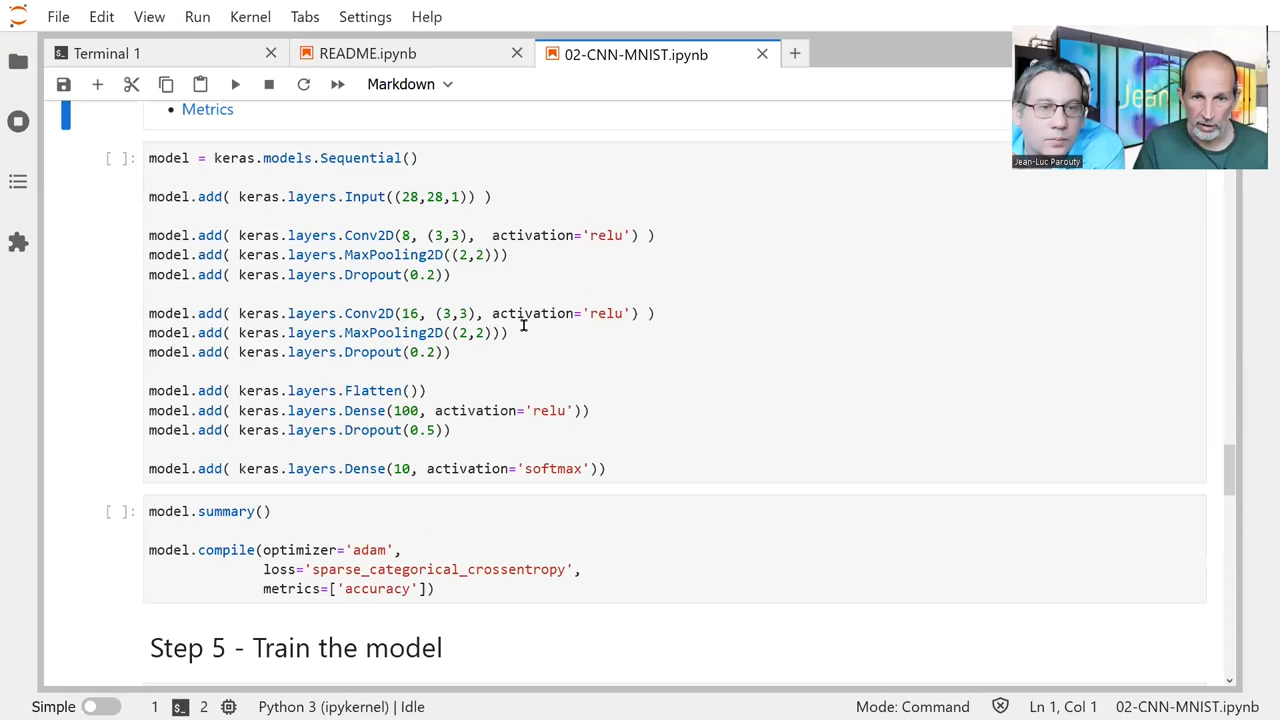 File Edit View Run Kernel Tabs Settings Help
Terminal 1
README.ipynb
02-CNN-MNIST.ipynb
Markdown
Jean
Jean-Luc Parouty
• Metrics
[ ]: model = keras.models.Sequential()
model.add( keras.layers.Input((28,28,1)) )
model.add( keras.layers.Conv2D(8, (3,3),  activation='relu') )
model.add( keras.layers.MaxPooling2D((2,2)))
model.add( keras.layers.Dropout(0.2))
model.add( keras.layers.Conv2D(16, (3,3), activation='relu') )
model.add( keras.layers.MaxPooling2D((2,2)))
model.add( keras.layers.Dropout(0.2))
model.add( keras.layers.Flatten())
model.add( keras.layers.Dense(100, activation='relu'))
model.add( keras.layers.Dropout(0.5))
model.add( keras.layers.Dense(10, activation='softmax'))
[ ]: model.summary()
model.compile(optimizer='adam',
loss='sparse_categorical_crossentropy',
metrics=['accuracy'])
Step 5 - Train the model
Simple 1 2 Python 3 (ipykernel) | Idle Mode: Command Ln 1, Col 1 02-CNN-MNIST.ipynb